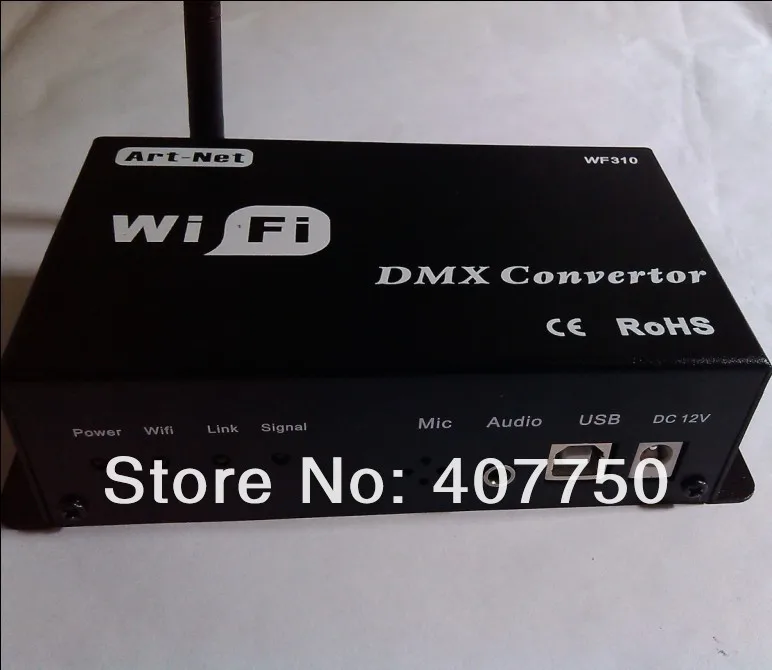 Art-Net
WF310
WiFi
DMX Convertor
CE RoHS
Power Wifi Link Signal Mic Audio USB DC 12V
Store No: 407750